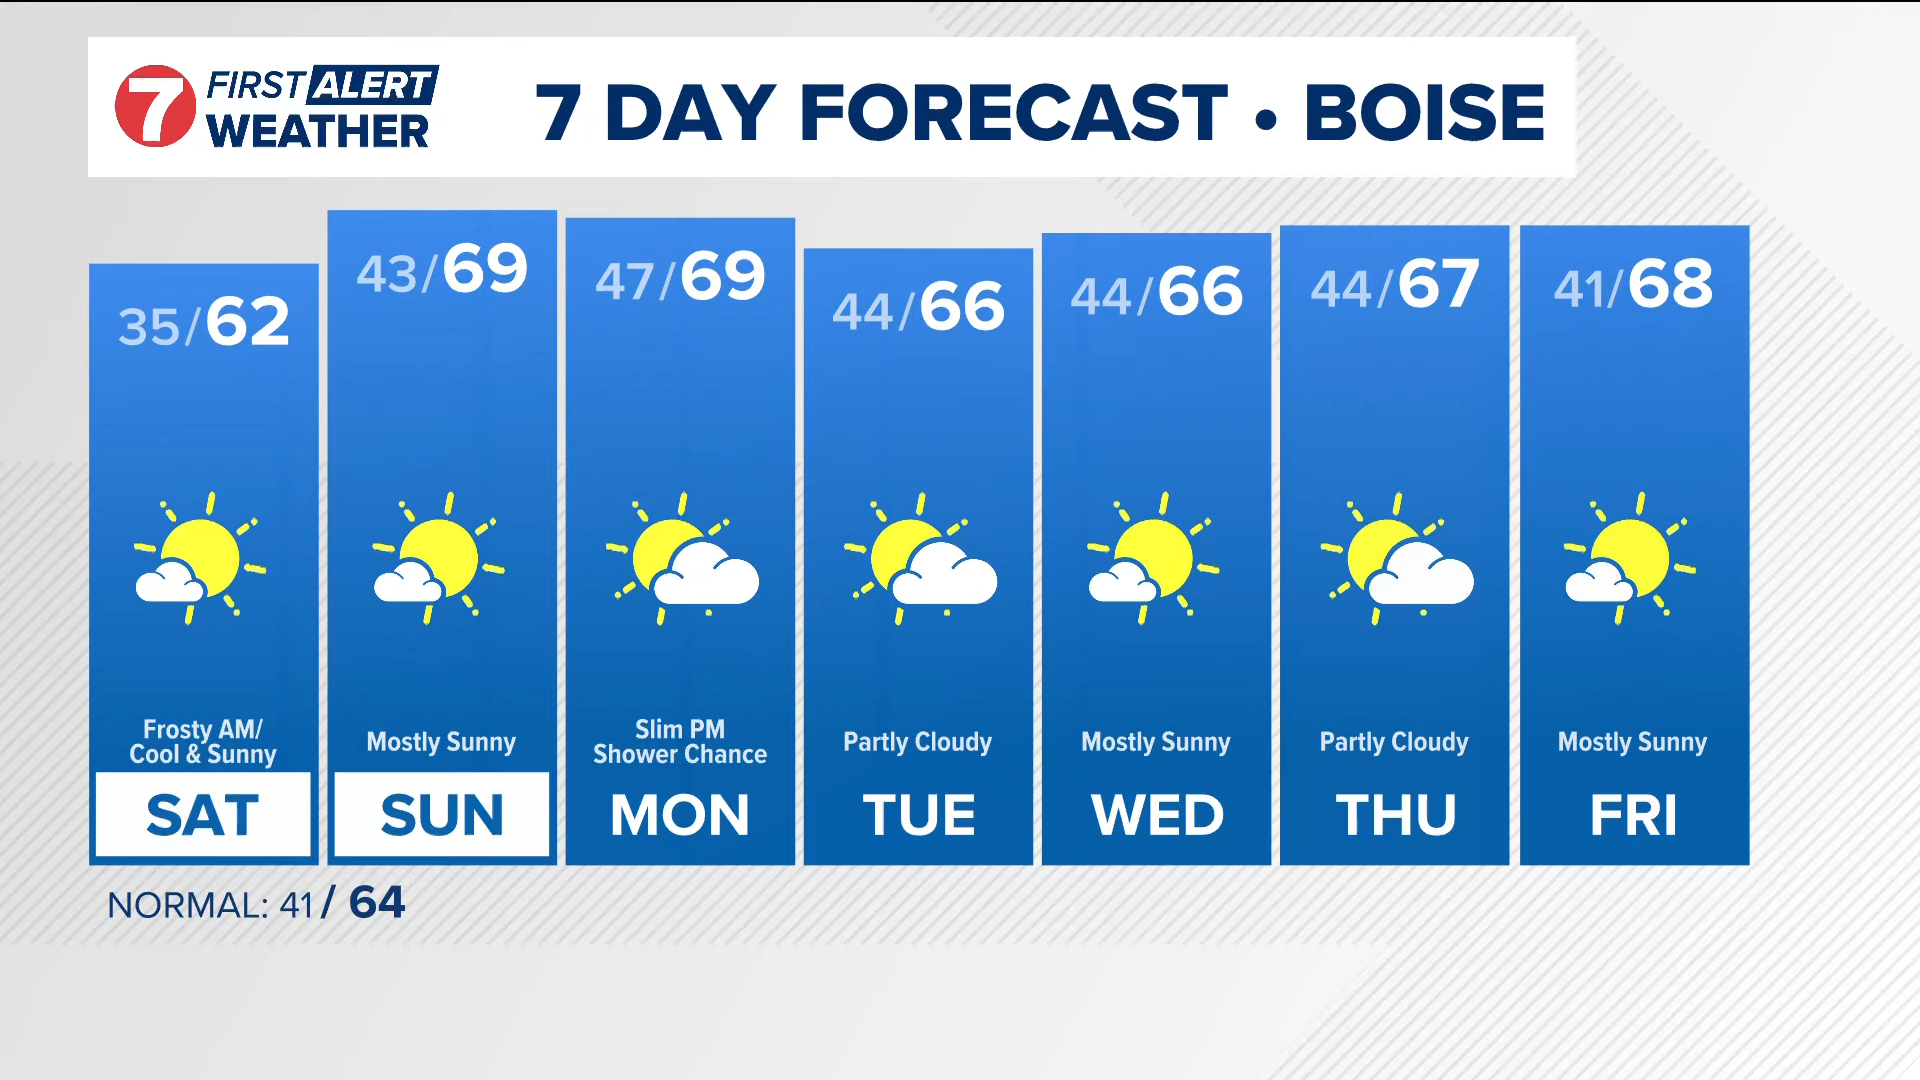 7 FIRST ALERT
WEATHER
7 DAY FORECAST • BOISE
35/62
Frosty AM/
Cool & Sunny
SAT
43/69
Mostly Sunny
SUN
47/69
Slim PM
Shower Chance
MON
44/66
Partly Cloudy
TUE
44/66
Mostly Sunny
WED
44/67
Partly Cloudy
THU
41/68
Mostly Sunny
FRI
NORMAL: 41/ 64